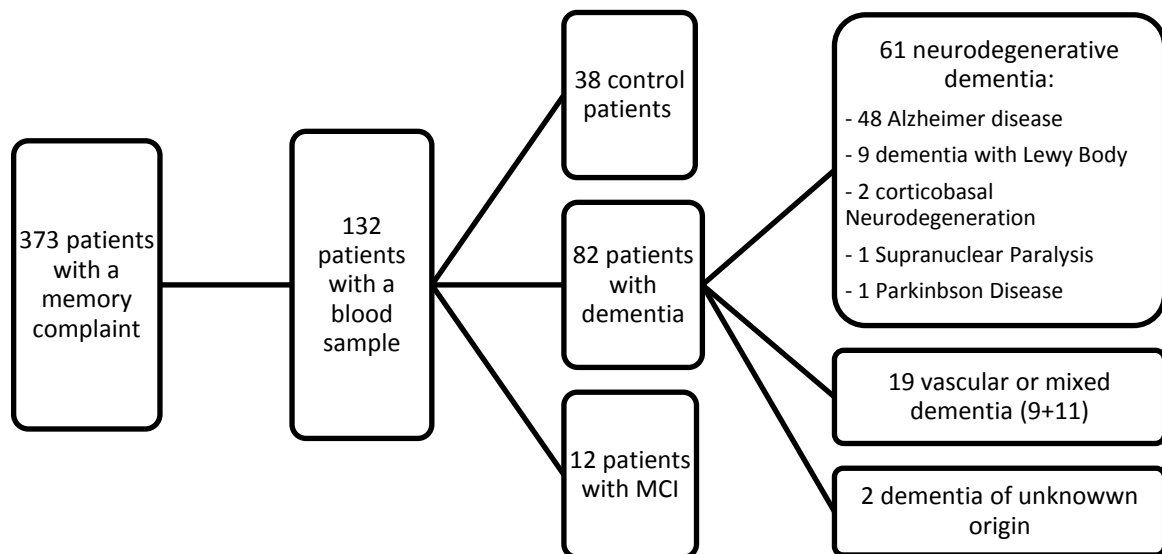 373 patients
with a
memory
complaint
132
patients
with a
blood
sample
38 control
patients
82 patients
with
dementia
12 patients
with MCI
61 neurodegenerative
dementia:
- 48 Alzheimer disease
- 9 dementia with Lewy Body
- 2 corticobasal
Neurodegeneration
- 1 Supranuclear Paralysis
- 1 Parkinbson Disease
19 vascular or mixed
dementia (9+11)
2 dementia of unknowwn
origin